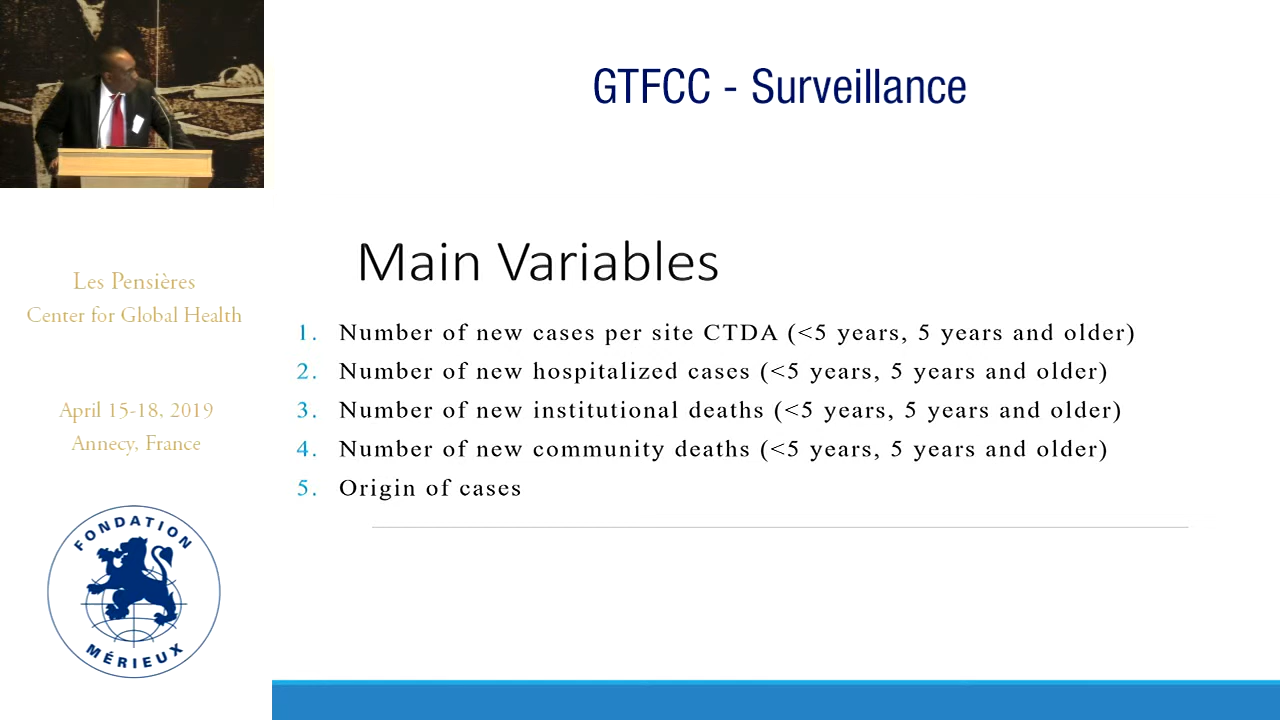 GTFCC - Surveillance
Main Variables
1. Number of new cases per site CTDA (<5 years, 5 years and older)
2. Number of new hospitalized cases (<5 years, 5 years and older)
3. Number of new institutional deaths (<5 years, 5 years and older)
4. Number of new community deaths (<5 years, 5 years and older)
5. Origin of cases
Les Pensières
Center for Global Health
April 15-18, 2019
Annecy, France
FONDATION
MÉRIEUX